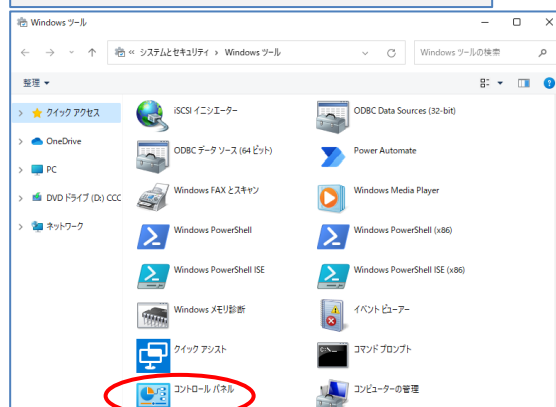 Windows ツール
« システムとセキュリティ > Windows ツール
Windows ツールの検索
整理
クイック アクセス
OneDrive
PC
DVD ドライブ (D:) CCC
ネットワーク
iSCSI イニシエーター
ODBC Data Sources (32-bit)
ODBC データ ソース (64 ビット)
Power Automate
Windows FAX とスキャン
Windows Media Player
Windows PowerShell
Windows PowerShell (x86)
Windows PowerShell ISE
Windows PowerShell ISE (x86)
Windows メモリ診断
イベント ビューアー
クイック アシスト
コマンド プロンプト
コントロール パネル
コンピューターの管理